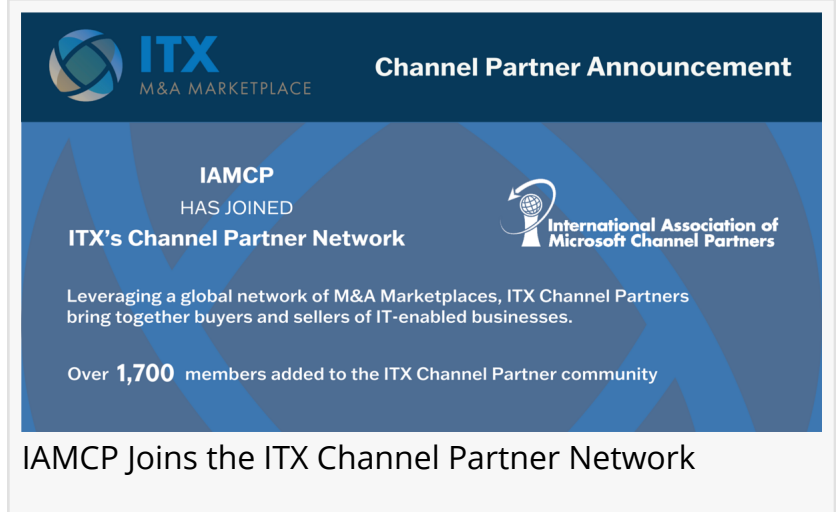 ITX
M&A MARKETPLACE
Channel Partner Announcement
IAMCP
HAS JOINED
ITX's Channel Partner Network
International Association of
Microsoft Channel Partners
Leveraging a global network of M&A Marketplaces, ITX Channel Partners
bring together buyers and sellers of IT-enabled businesses.
Over 1,700 members added to the ITX Channel Partner community
IAMCP Joins the ITX Channel Partner Network